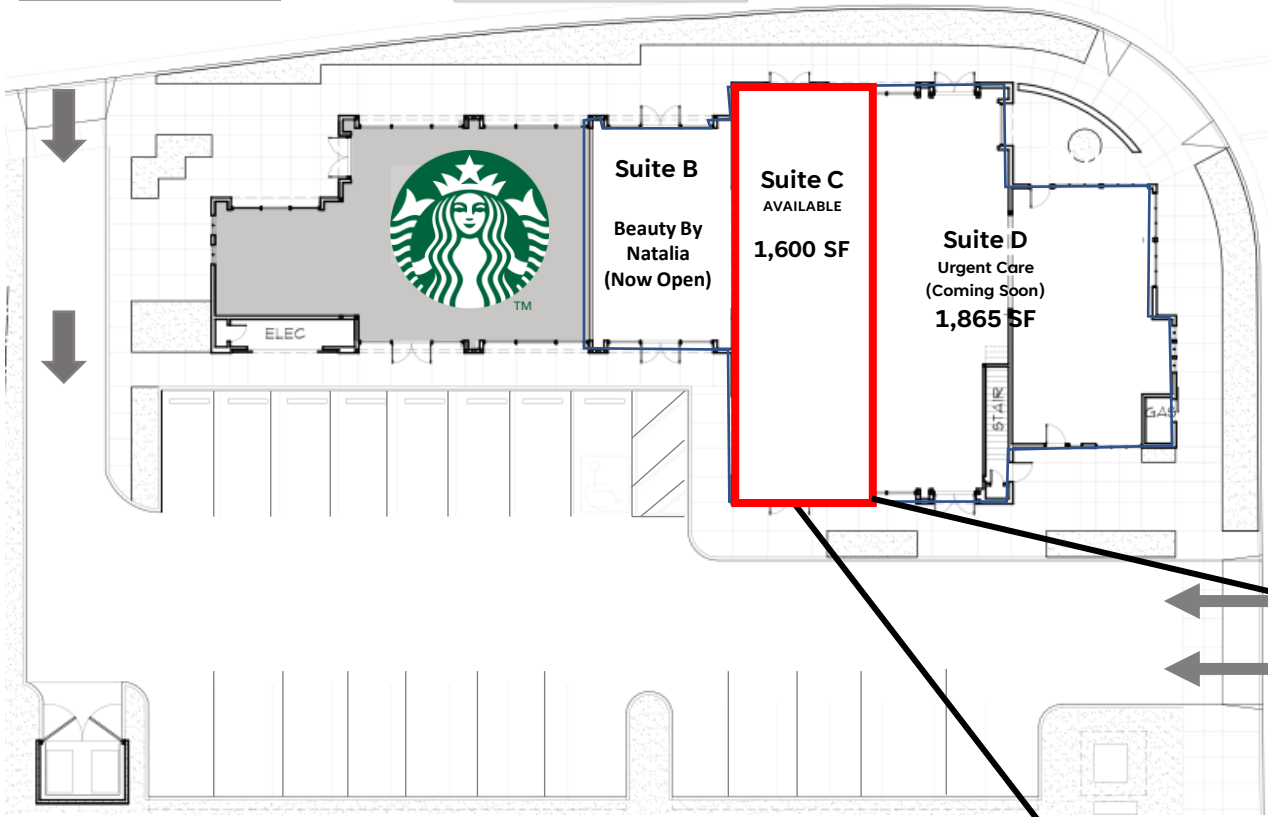 Suite B
Beauty By
Natalia
(Now Open)
Suite C
AVAILABLE
1,600 SF
Suite D
Urgent Care
(Coming Soon)
1,865 SF
TM
ELEC
STAIR
GAS